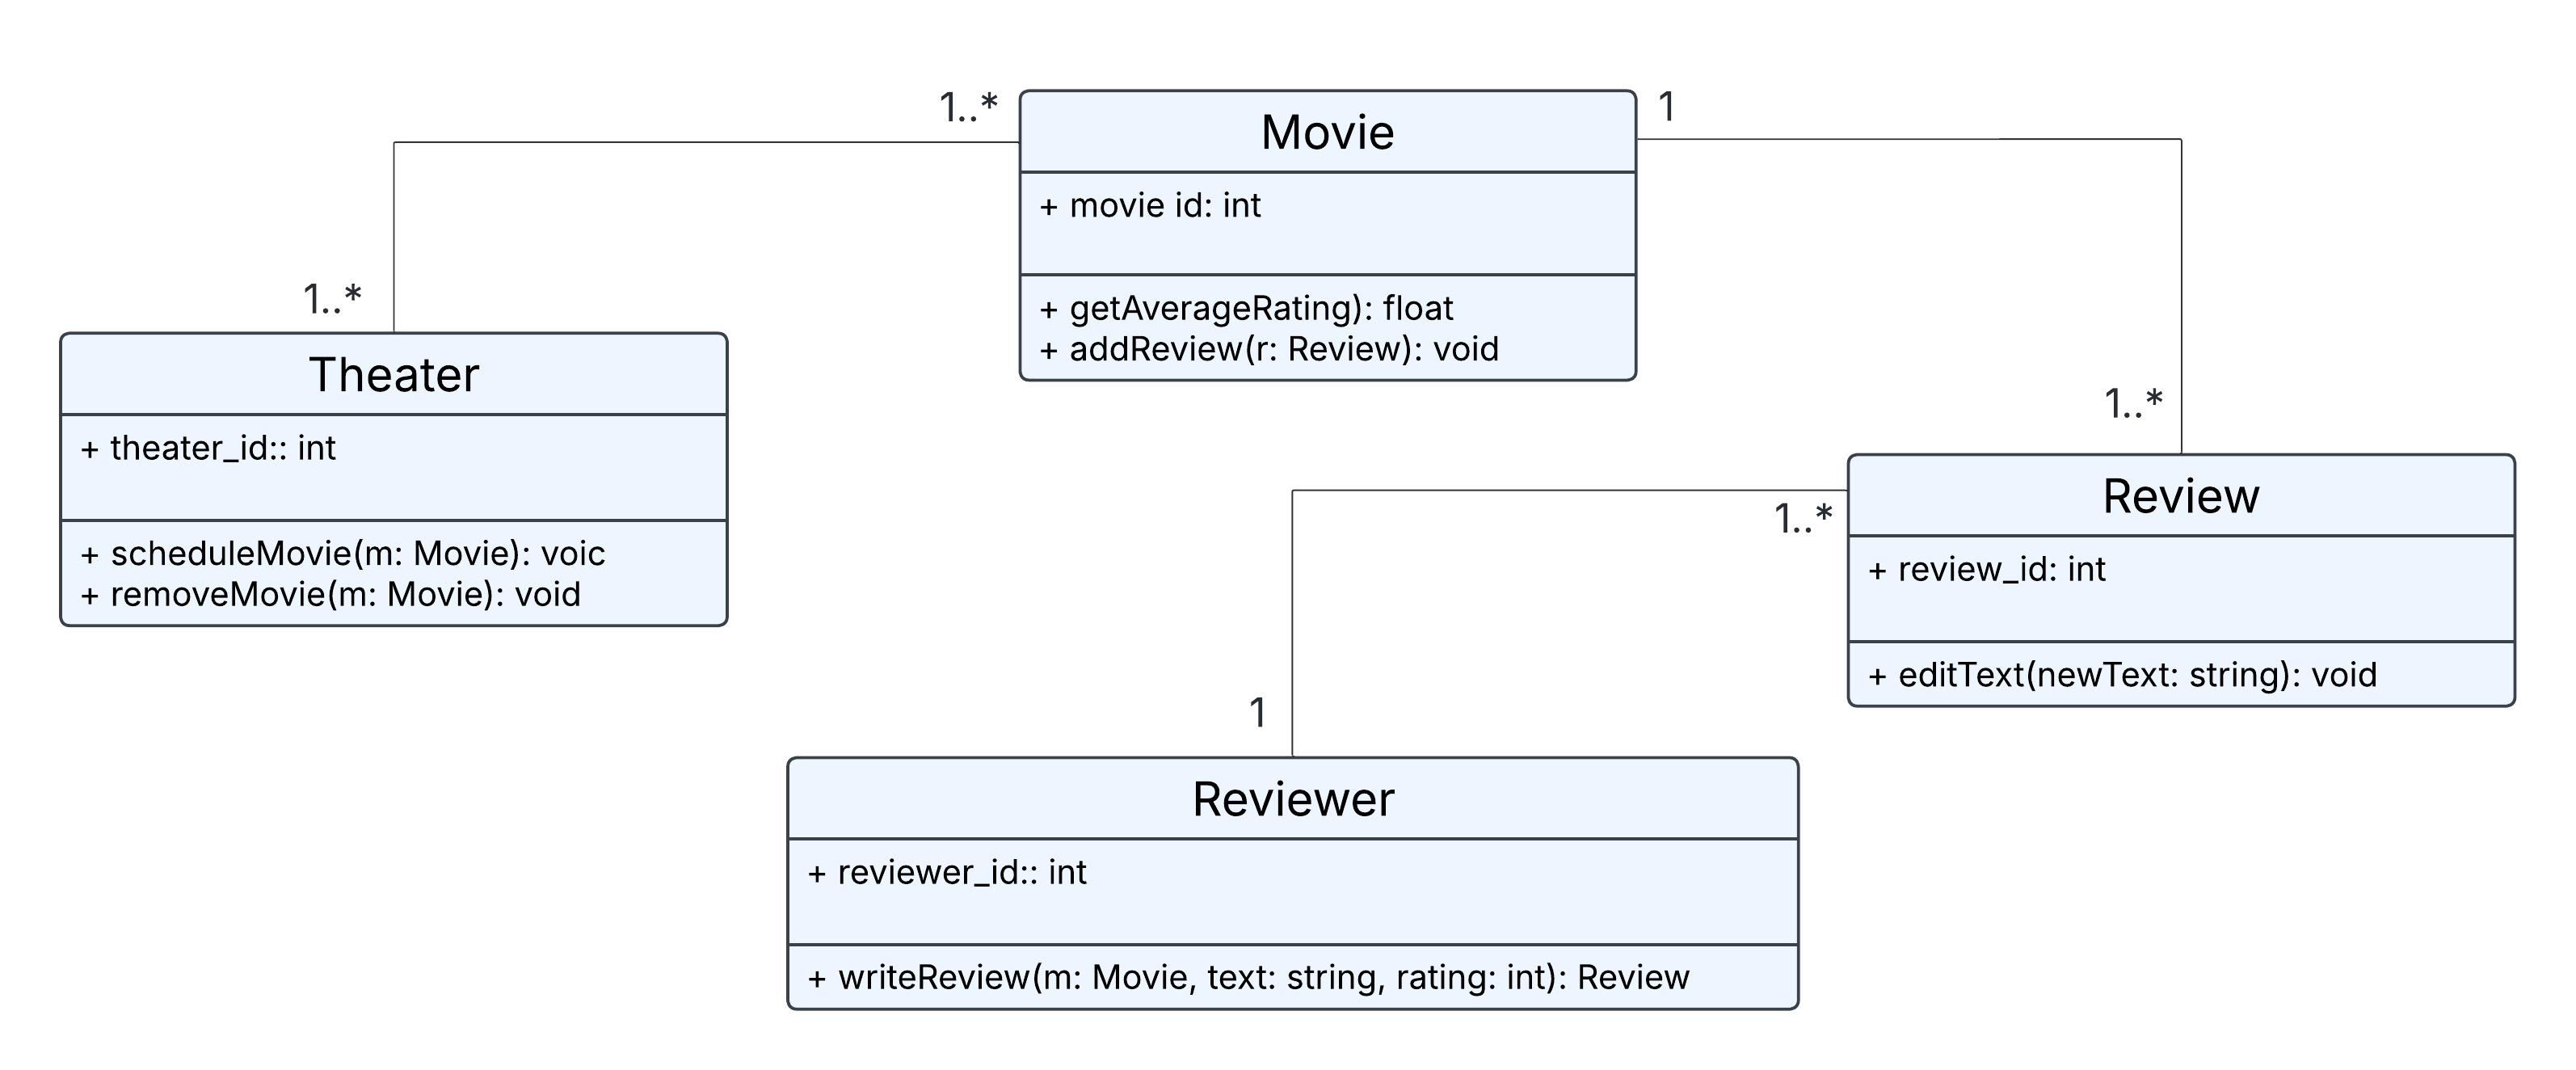 1..*
Movie
1
+ movie id: int
+ getAverageRating): float
+ addReview(r: Review): void
1..*
Theater
+ theater_id:: int
+ scheduleMovie(m: Movie): voic
+ removeMovie(m: Movie): void
1..*
Review
1..*
+ review_id: int
+ editText(newText: string): void
1
Reviewer
+ reviewer_id:: int
+ writeReview(m: Movie, text: string, rating: int): Review